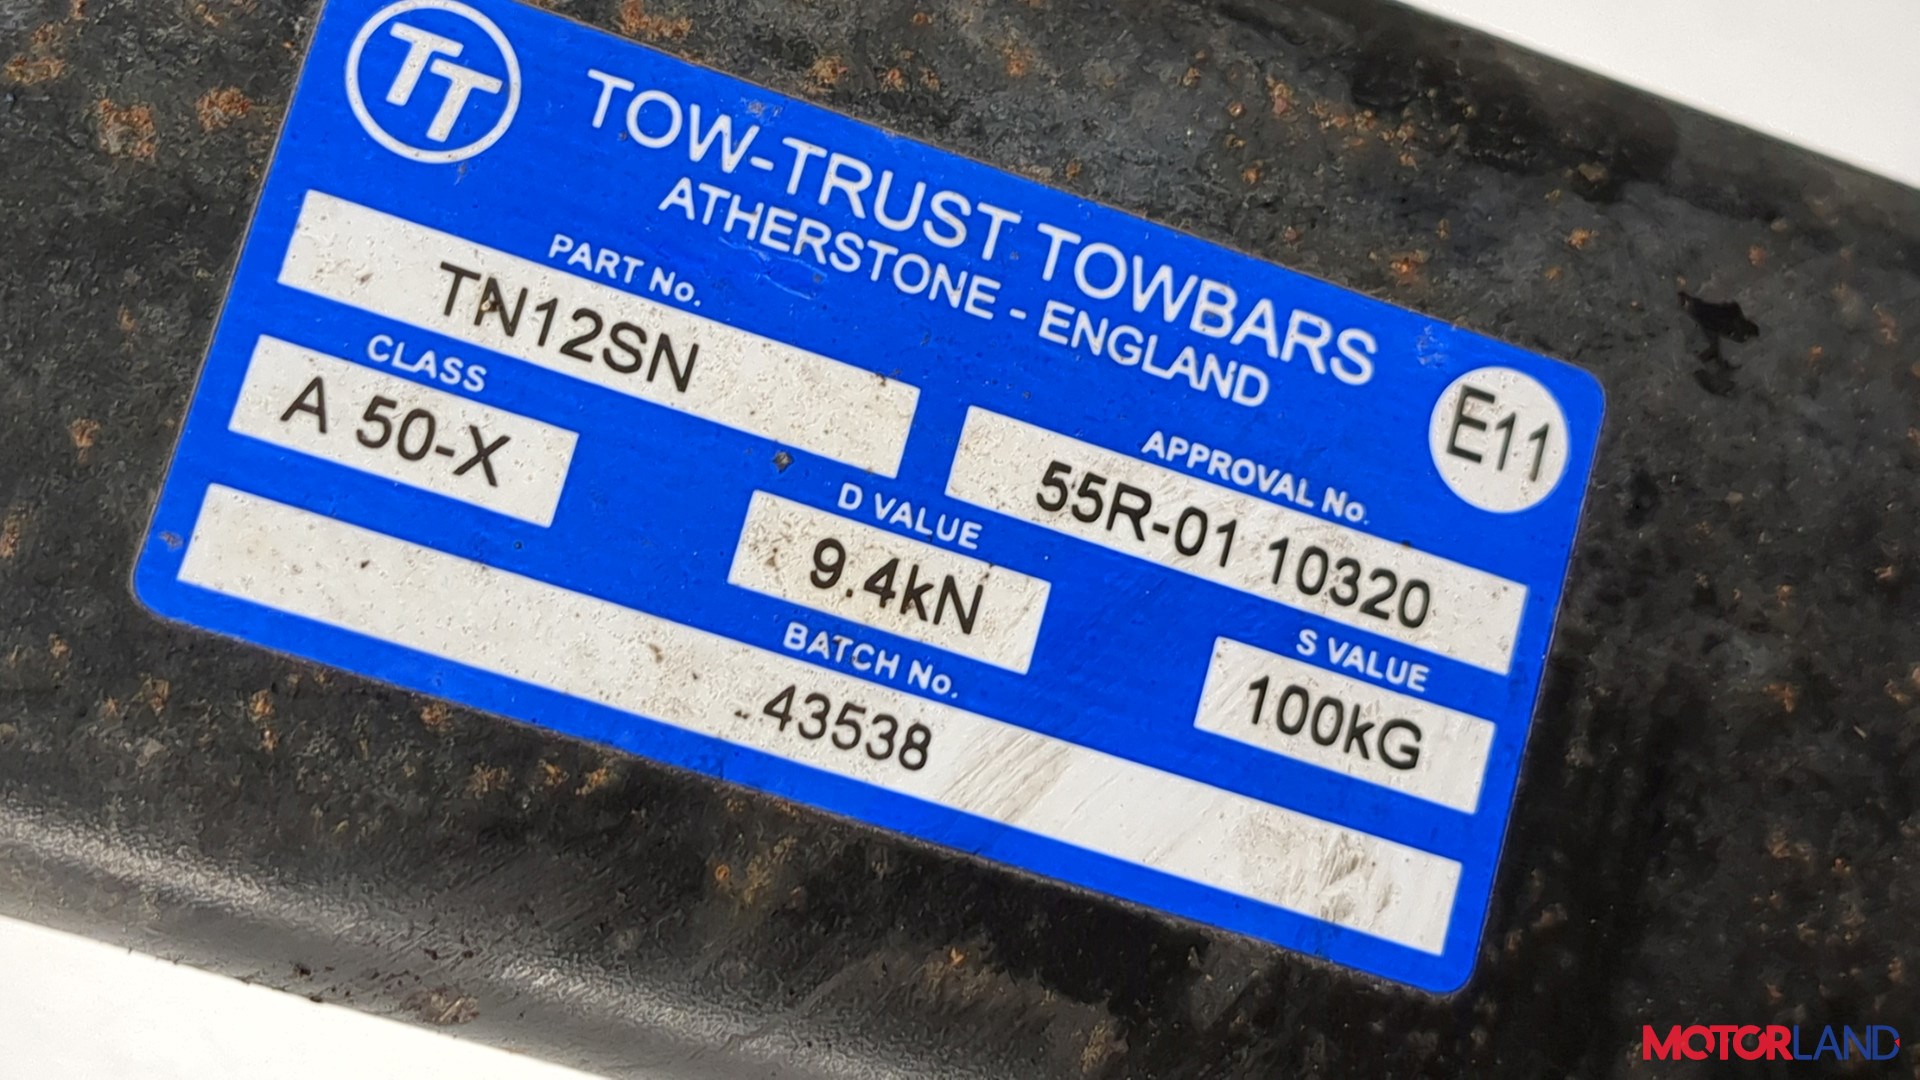 TT
TOW-TRUST TOWBARS
ATHERSTONE - ENGLAND
E11
PART No.
TN12SN
APPROVAL No.
55R-01 10320
CLASS
A 50-X
D VALUE
9.4kN
S VALUE
100kG
BATCH No.
43538
MOTORLAND